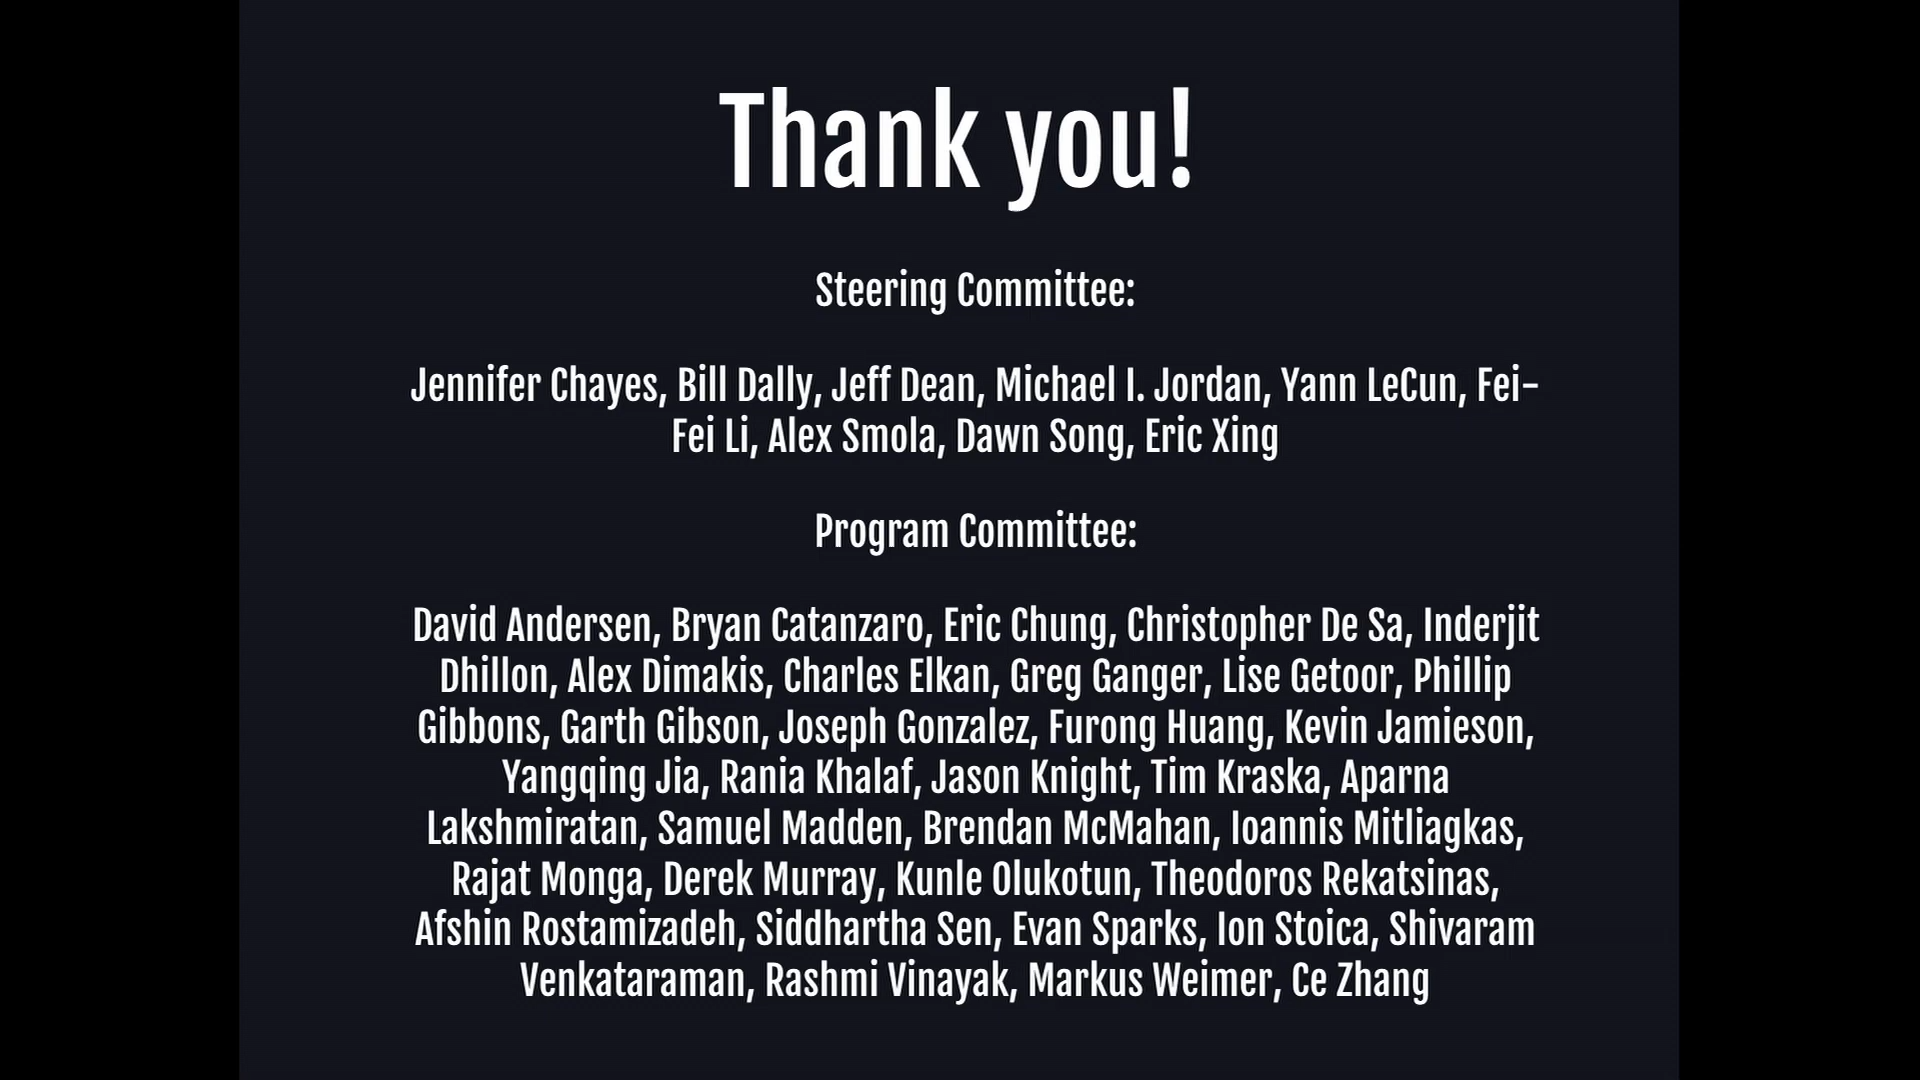 Thank you!
Steering Committee:
Jennifer Chayes, Bill Dally, Jeff Dean, Michael I. Jordan, Yann LeCun, Fei-
Fei Li, Alex Smola, Dawn Song, Eric Xing
Program Committee:
David Andersen, Bryan Catanzaro, Eric Chung, Christopher De Sa, Inderjit
Dhillon, Alex Dimakis, Charles Elkan, Greg Ganger, Lise Getoor, Phillip
Gibbons, Garth Gibson, Joseph Gonzalez, Furong Huang, Kevin Jamieson,
Yangqing Jia, Rania Khalaf, Jason Knight, Tim Kraska, Aparna
Lakshmiratan, Samuel Madden, Brendan McMahan, Ioannis Mitliagkas,
Rajat Monga, Derek Murray, Kunle Olukotun, Theodoros Rekatsinas,
Afshin Rostamizadeh, Siddhartha Sen, Evan Sparks, Ion Stoica, Shivaram
Venkataraman, Rashmi Vinayak, Markus Weimer, Ce Zhang